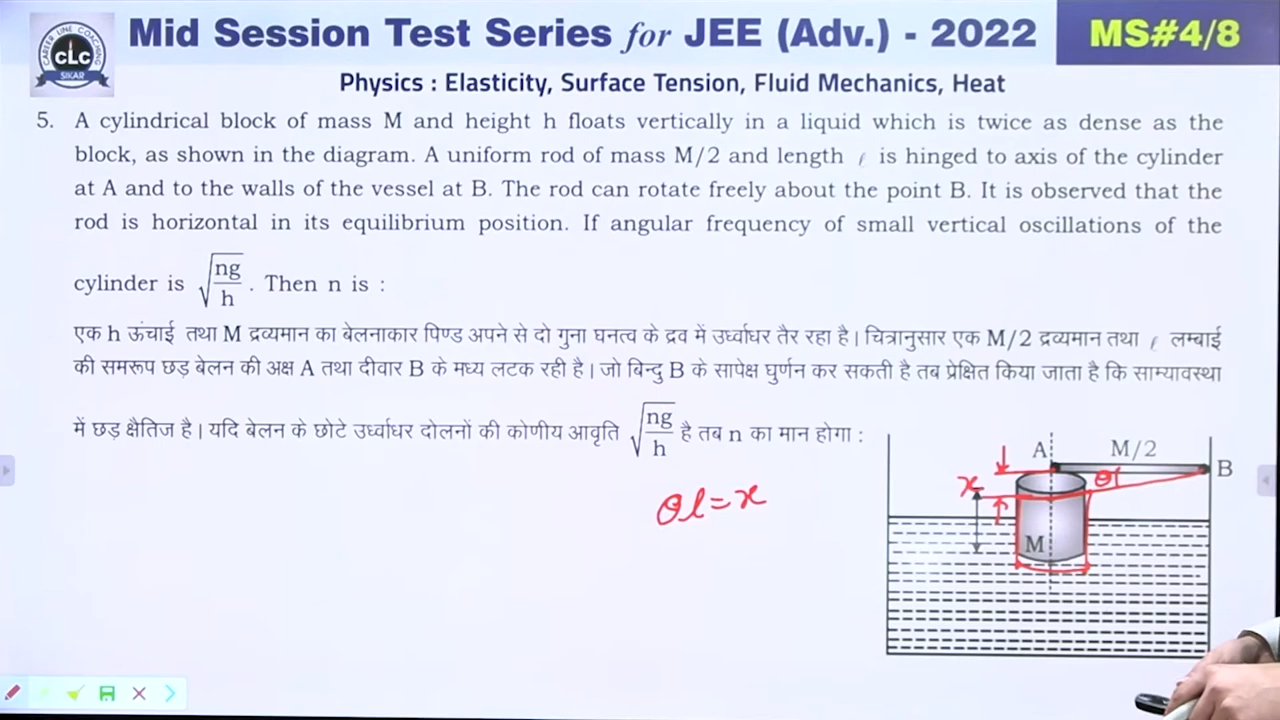 CAREER LINE COACHING
CLC
SIKAR
Mid Session Test Series for JEE (Adv.) - 2022
MS#4/8
Physics : Elasticity, Surface Tension, Fluid Mechanics, Heat
5. A cylindrical block of mass M and height h floats vertically in a liquid which is twice as dense as the
block, as shown in the diagram. A uniform rod of mass M/2 and length ℓ is hinged to axis of the cylinder
at A and to the walls of the vessel at B. The rod can rotate freely about the point B. It is observed that the
rod is horizontal in its equilibrium position. If angular frequency of small vertical oscillations of the
cylinder is √(ng/h) . Then n is :
एक h ऊंचाई तथा M द्रव्यमान का बेलनाकार पिण्ड अपने से दो गुना घनत्व के द्रव में उर्ध्वाधर तैर रहा है। चित्रानुसार एक M/2 द्रव्यमान तथा ℓ लम्बाई
की समरूप छड़ बेलन की अक्ष A तथा दीवार B के मध्य लटक रही है। जो बिन्दु B के सापेक्ष घुर्णन कर सकती है तब प्रेक्षित किया जाता है कि साम्यावस्था
में छड़ क्षैतिज है। यदि बेलन के छोटे उर्ध्वाधर दोलनों की कोणीय आवृति √(ng/h) है तब n का मान होगा :
A
M/2
B
x
θ
θl=x
M